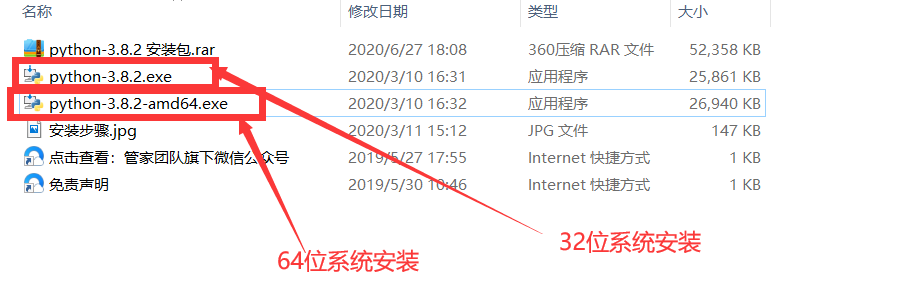 名称 修改日期 类型 大小
python-3.8.2 安装包.rar 2020/6/27 18:08 360压缩 RAR 文件 52,358 KB
python-3.8.2.exe 2020/3/10 16:31 应用程序 25,861 KB
python-3.8.2-amd64.exe 2020/3/10 16:32 应用程序 26,940 KB
安装步骤.jpg 2020/3/11 15:12 JPG 文件 147 KB
点击查看：管家团队旗下微信公众号 2019/5/27 17:55 Internet 快捷方式 1 KB
免责声明 2019/5/30 10:46 Internet 快捷方式 1 KB
32位系统安装
64位系统安装